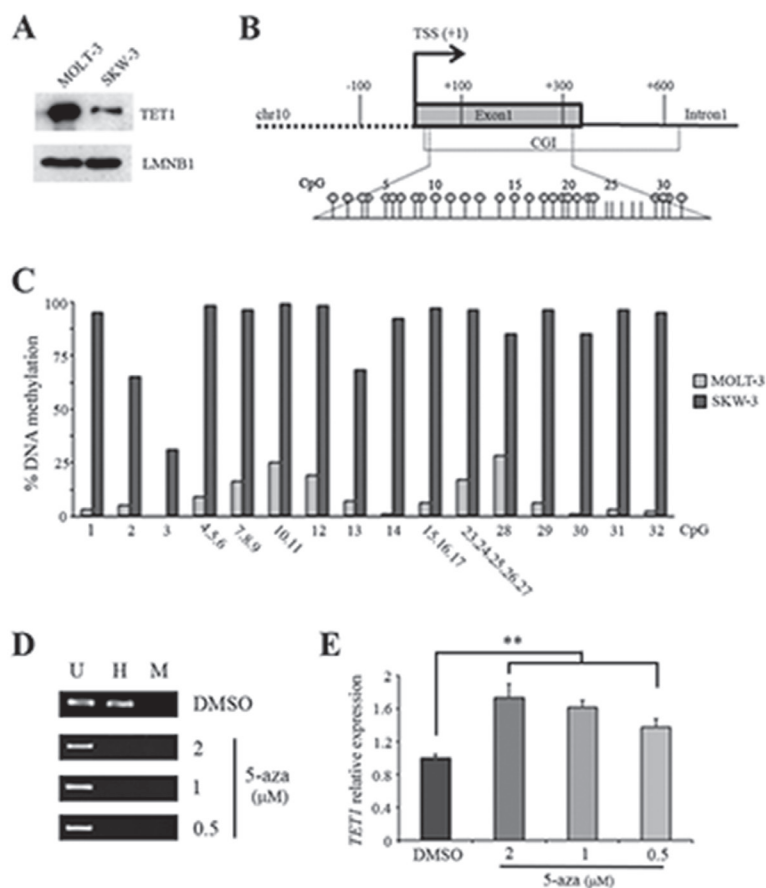 A
MOLT-3 SKW-3
TET1
LMNB1
B
TSS (+1)
-100 +100 +300 +600
chr10 Exon1 Intron1
CGI
CpG 5 10 15 20 25 30
C
% DNA methylation
100
75
50
25
0
MOLT-3
SKW-3
1 2 3 4,5,6 7,8,9 10,11 12 13 14 15,16,17 23,24,25,26,27 28 29 30 31 32 CpG
D
U H M
DMSO
2
1
0.5
5-aza
(μM)
E
**
TET1 relative expression
2
1.6
1.2
0.8
0.4
0
DMSO 2 1 0.5
5-aza (μM)